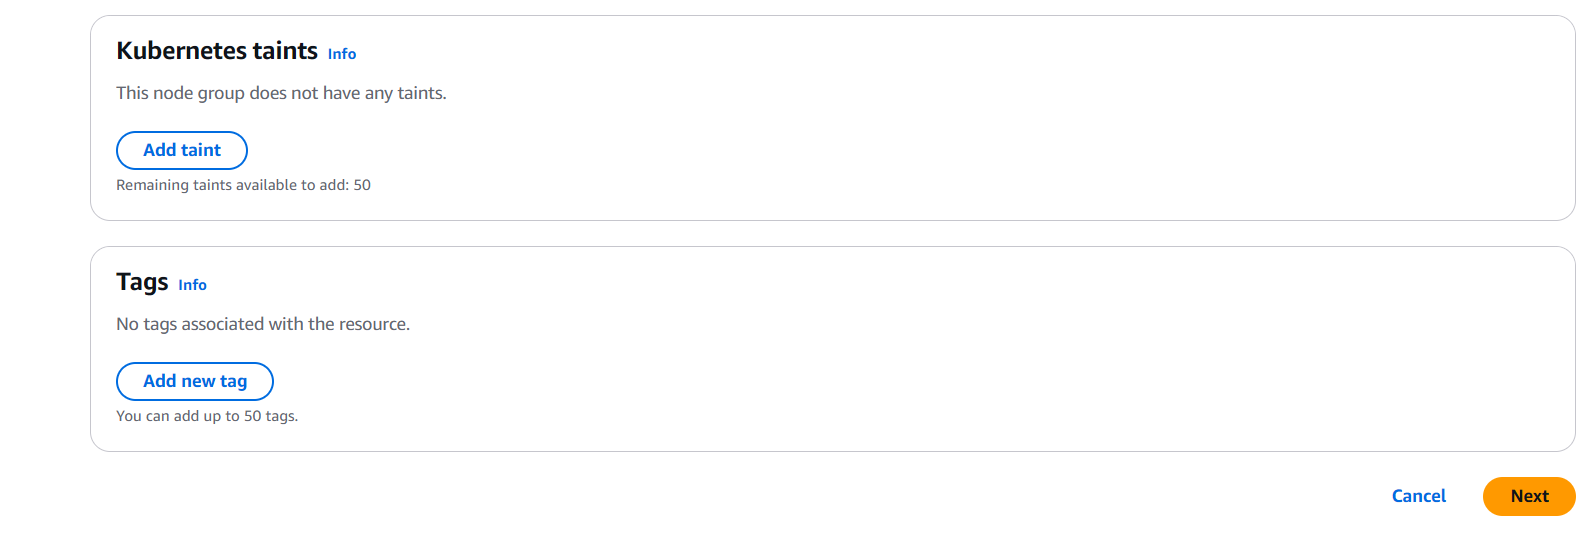 Kubernetes taints Info
This node group does not have any taints.
Add taint
Remaining taints available to add: 50
Tags Info
No tags associated with the resource.
Add new tag
You can add up to 50 tags.
Cancel Next